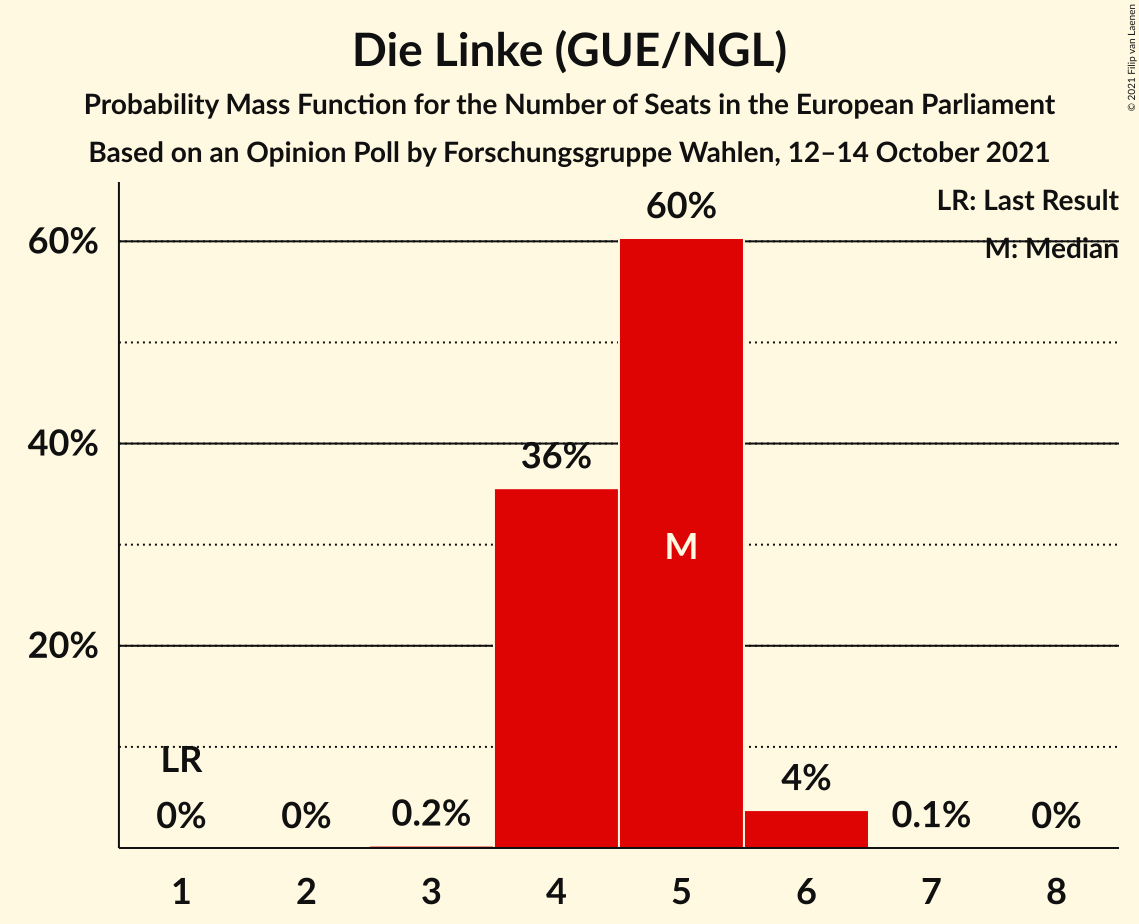 Die Linke (GUE/NGL)
Probability Mass Function for the Number of Seats in the European Parliament
Based on an Opinion Poll by Forschungsgruppe Wahlen, 12–14 October 2021
© 2021 Filip van Laenen
LR: Last Result
M: Median
60%
40%
20%
LR
0%
0%
0.2%
36%
60%
M
4%
0.1%
0%
1 2 3 4 5 6 7 8